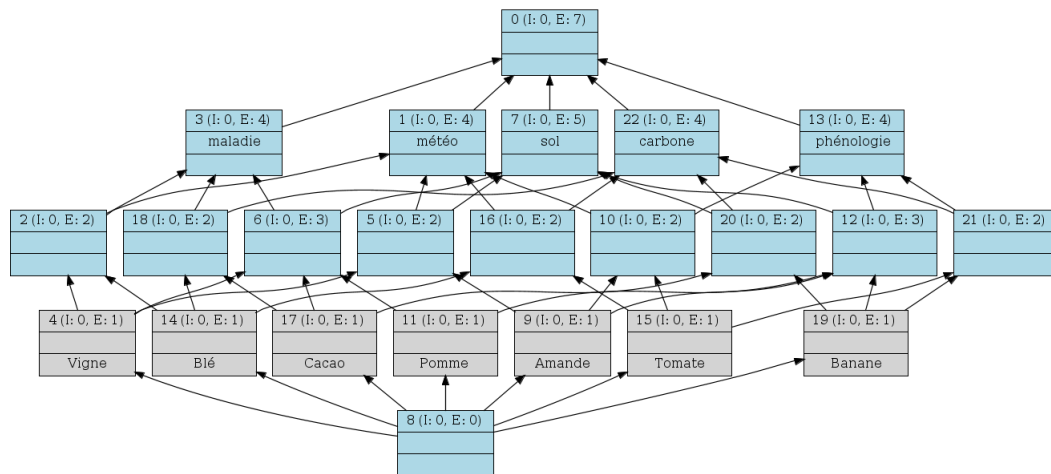 0 (I: 0, E: 7)
3 (I: 0, E: 4)
maladie
1 (I: 0, E: 4)
météo
7 (I: 0, E: 5)
sol
22 (I: 0, E: 4)
carbone
13 (I: 0, E: 4)
phénologie
2 (I: 0, E: 2)
18 (I: 0, E: 2)
6 (I: 0, E: 3)
5 (I: 0, E: 2)
16 (I: 0, E: 2)
10 (I: 0, E: 2)
20 (I: 0, E: 2)
12 (I: 0, E: 3)
21 (I: 0, E: 2)
4 (I: 0, E: 1)
Vigne
14 (I: 0, E: 1)
Blé
17 (I: 0, E: 1)
Cacao
11 (I: 0, E: 1)
Pomme
9 (I: 0, E: 1)
Amande
15 (I: 0, E: 1)
Tomate
19 (I: 0, E: 1)
Banane
8 (I: 0, E: 0)